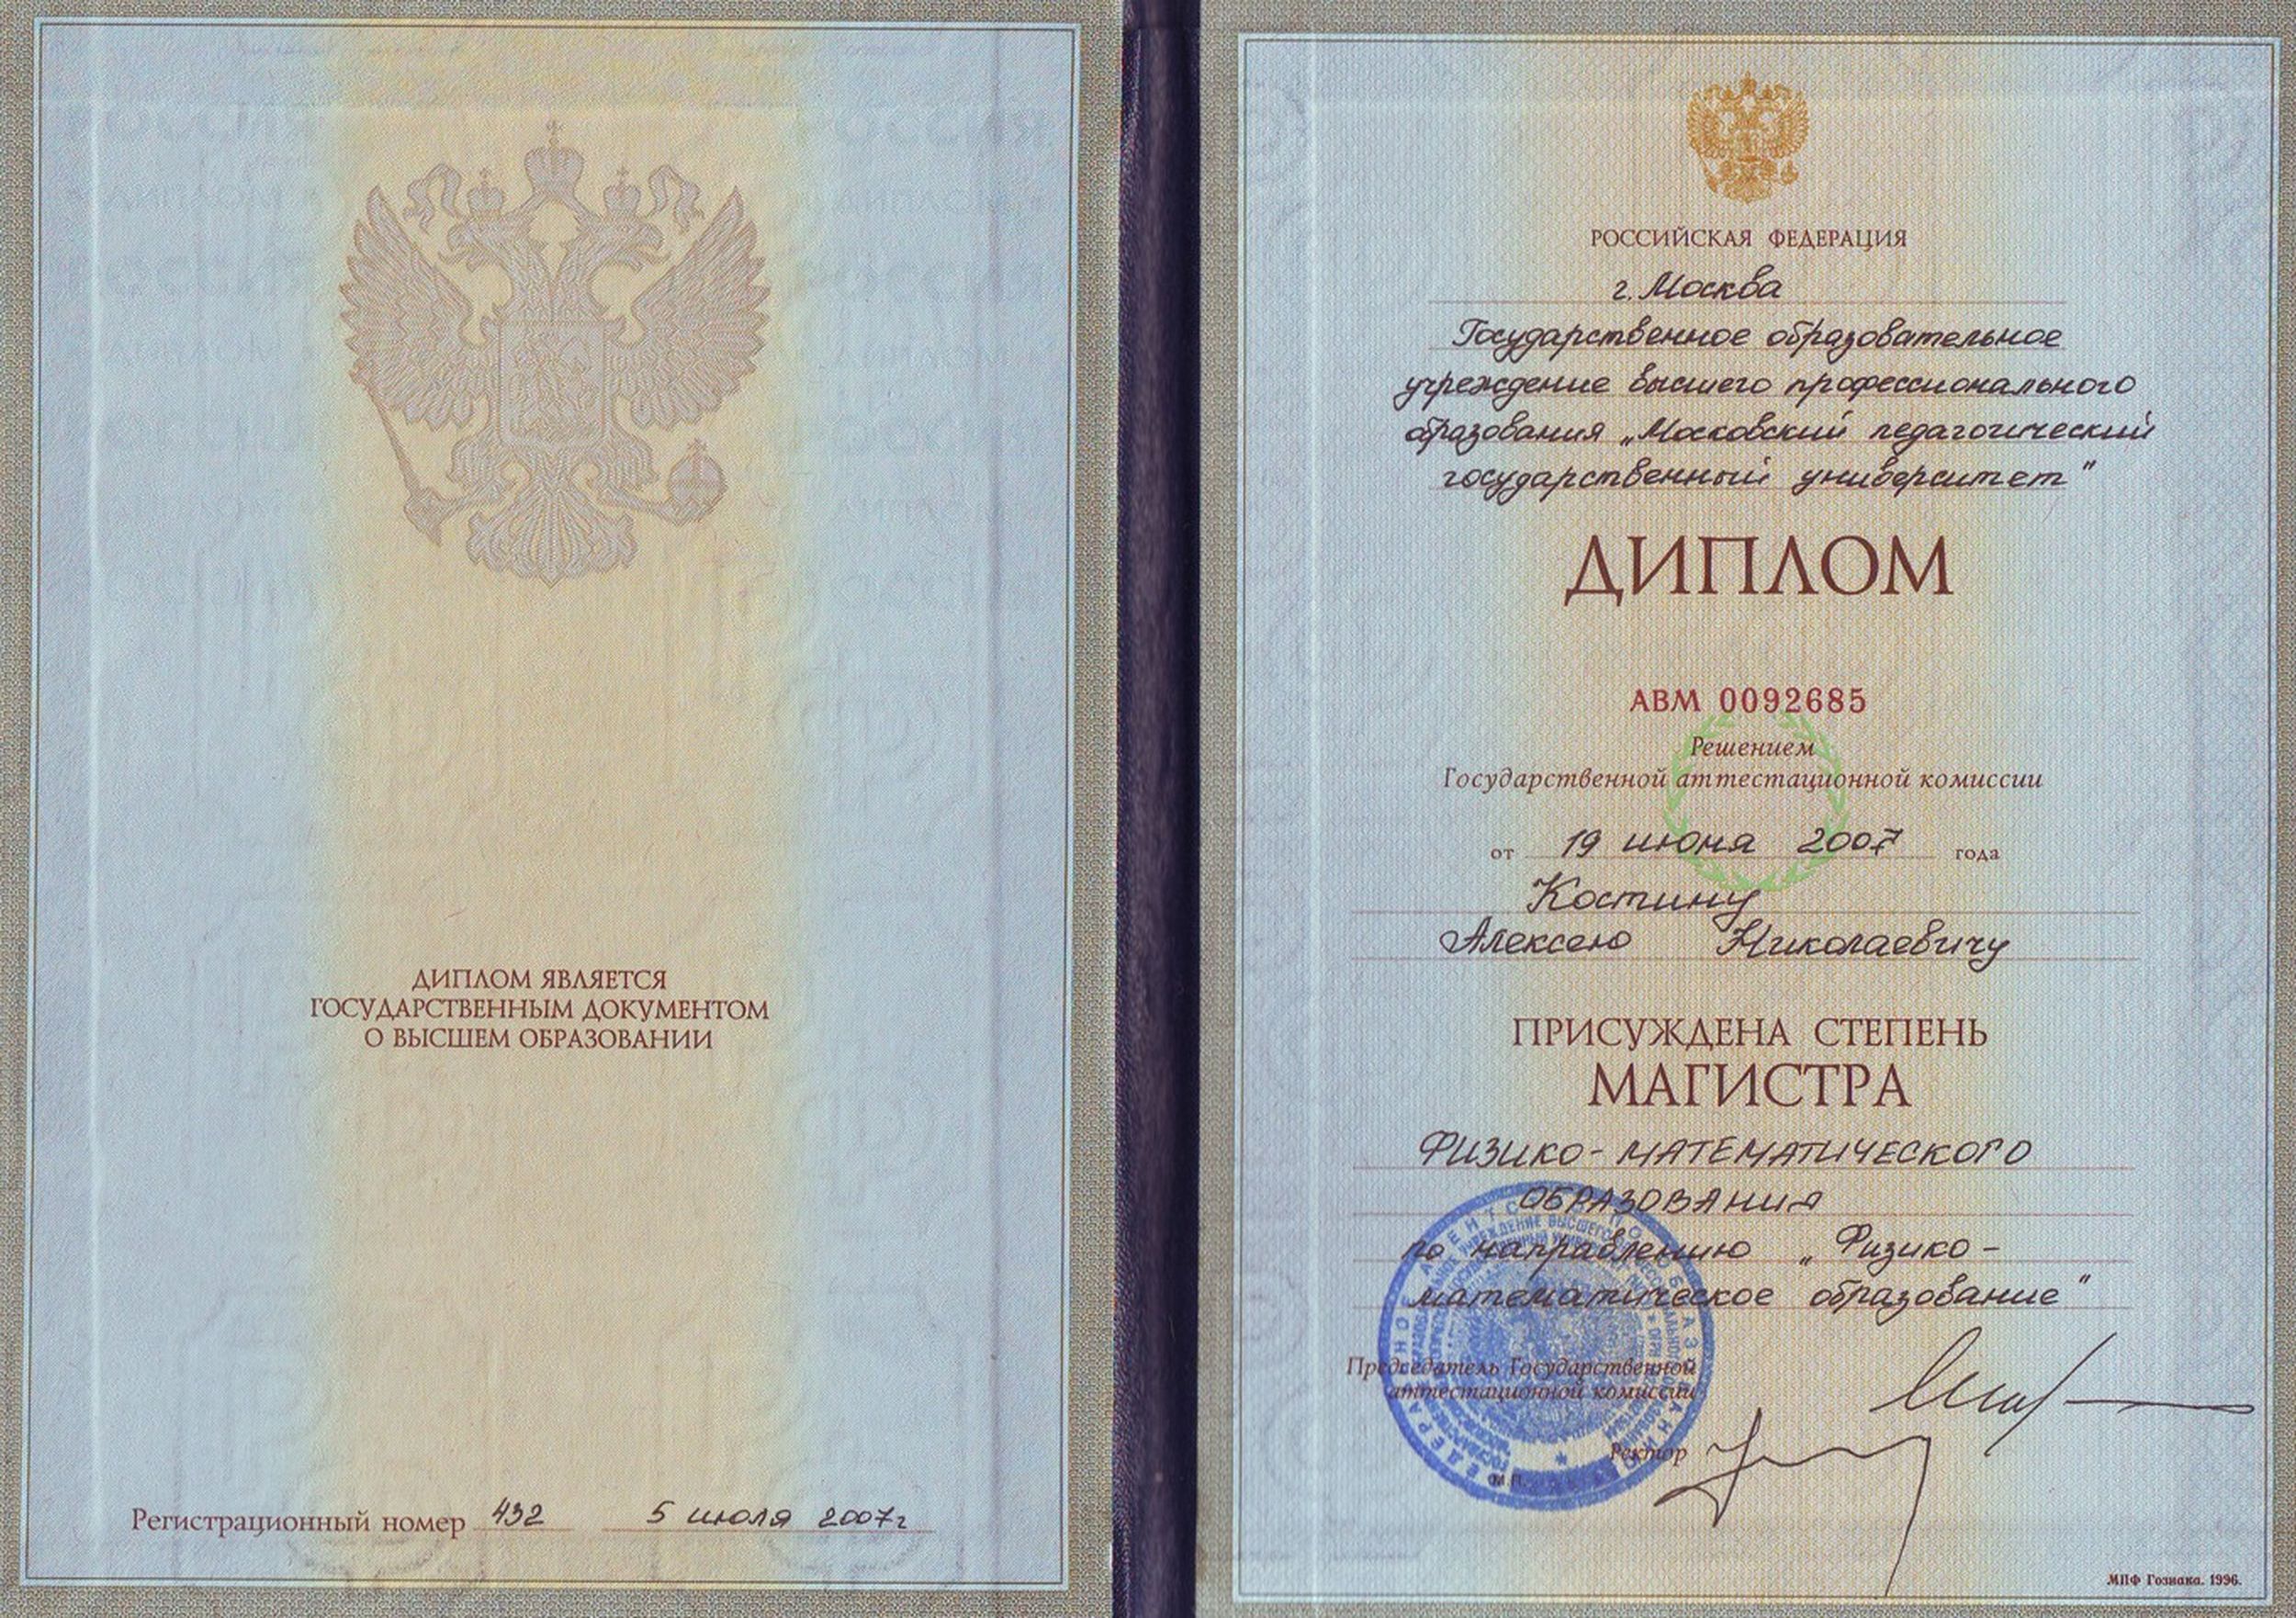 ДИПЛОМ ЯВЛЯЕТСЯ
ГОСУДАРСТВЕННЫМ ДОКУМЕНТОМ
О ВЫСШЕМ ОБРАЗОВАНИИ
Регистрационный номер 432 5 июля 2007г
РОССИЙСКАЯ ФЕДЕРАЦИЯ
г. Москва
Государственное образовательное
учреждение высшего профессионального
образования „Московский педагогический
государственный университет"
ДИПЛОМ
АВМ 0092685
Решением
Государственной аттестационной комиссии
от 19 июня 2007 года
Костину
Алексею Николаевичу
ПРИСУЖДЕНА СТЕПЕНЬ
МАГИСТРА
ФИЗИКО-МАТЕМАТИЧЕСКОГО
ОБРАЗОВАНИЯ
по направлению „Физико-
математическое образование"
Председатель Государственной
аттестационной комиссии
Ректор
М.П.
МПФ Гознака. 1996.